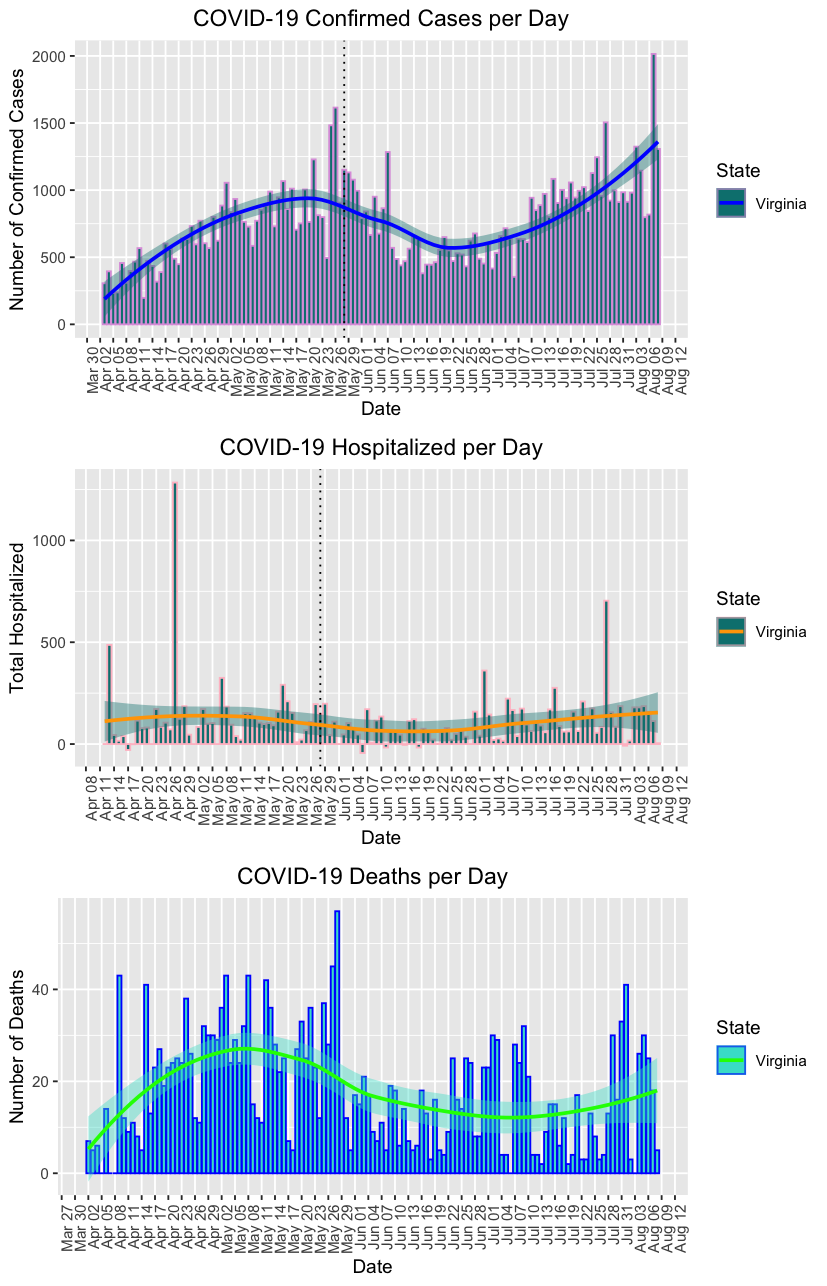 COVID-19 Confirmed Cases per Day
Number of Confirmed Cases
2000
1500
1000
500
0
Mar 30 Apr 02 Apr 05 Apr 08 Apr 11 Apr 14 Apr 17 Apr 20 Apr 23 Apr 26 Apr 29 May 02 May 05 May 08 May 11 May 14 May 17 May 20 May 23 May 26 May 29 Jun 01 Jun 04 Jun 07 Jun 10 Jun 13 Jun 16 Jun 19 Jun 22 Jun 25 Jun 28 Jul 01 Jul 04 Jul 07 Jul 10 Jul 13 Jul 16 Jul 19 Jul 22 Jul 25 Jul 28 Jul 31 Aug 03 Aug 06 Aug 09 Aug 12
Date
State
Virginia
COVID-19 Hospitalized per Day
Total Hospitalized
1000
500
0
Apr 08 Apr 11 Apr 14 Apr 17 Apr 20 Apr 23 Apr 26 Apr 29 May 02 May 05 May 08 May 11 May 14 May 17 May 20 May 23 May 26 May 29 Jun 01 Jun 04 Jun 07 Jun 10 Jun 13 Jun 16 Jun 19 Jun 22 Jun 25 Jun 28 Jul 01 Jul 04 Jul 07 Jul 10 Jul 13 Jul 16 Jul 19 Jul 22 Jul 25 Jul 28 Jul 31 Aug 03 Aug 06 Aug 09 Aug 12
Date
State
Virginia
COVID-19 Deaths per Day
Number of Deaths
40
20
0
Mar 27 Mar 30 Apr 02 Apr 05 Apr 08 Apr 11 Apr 14 Apr 17 Apr 20 Apr 23 Apr 26 Apr 29 May 02 May 05 May 08 May 11 May 14 May 17 May 20 May 23 May 26 May 29 Jun 01 Jun 04 Jun 07 Jun 10 Jun 13 Jun 16 Jun 19 Jun 22 Jun 25 Jun 28 Jul 01 Jul 04 Jul 07 Jul 10 Jul 13 Jul 16 Jul 19 Jul 22 Jul 25 Jul 28 Jul 31 Aug 03 Aug 06 Aug 09 Aug 12
Date
State
Virginia